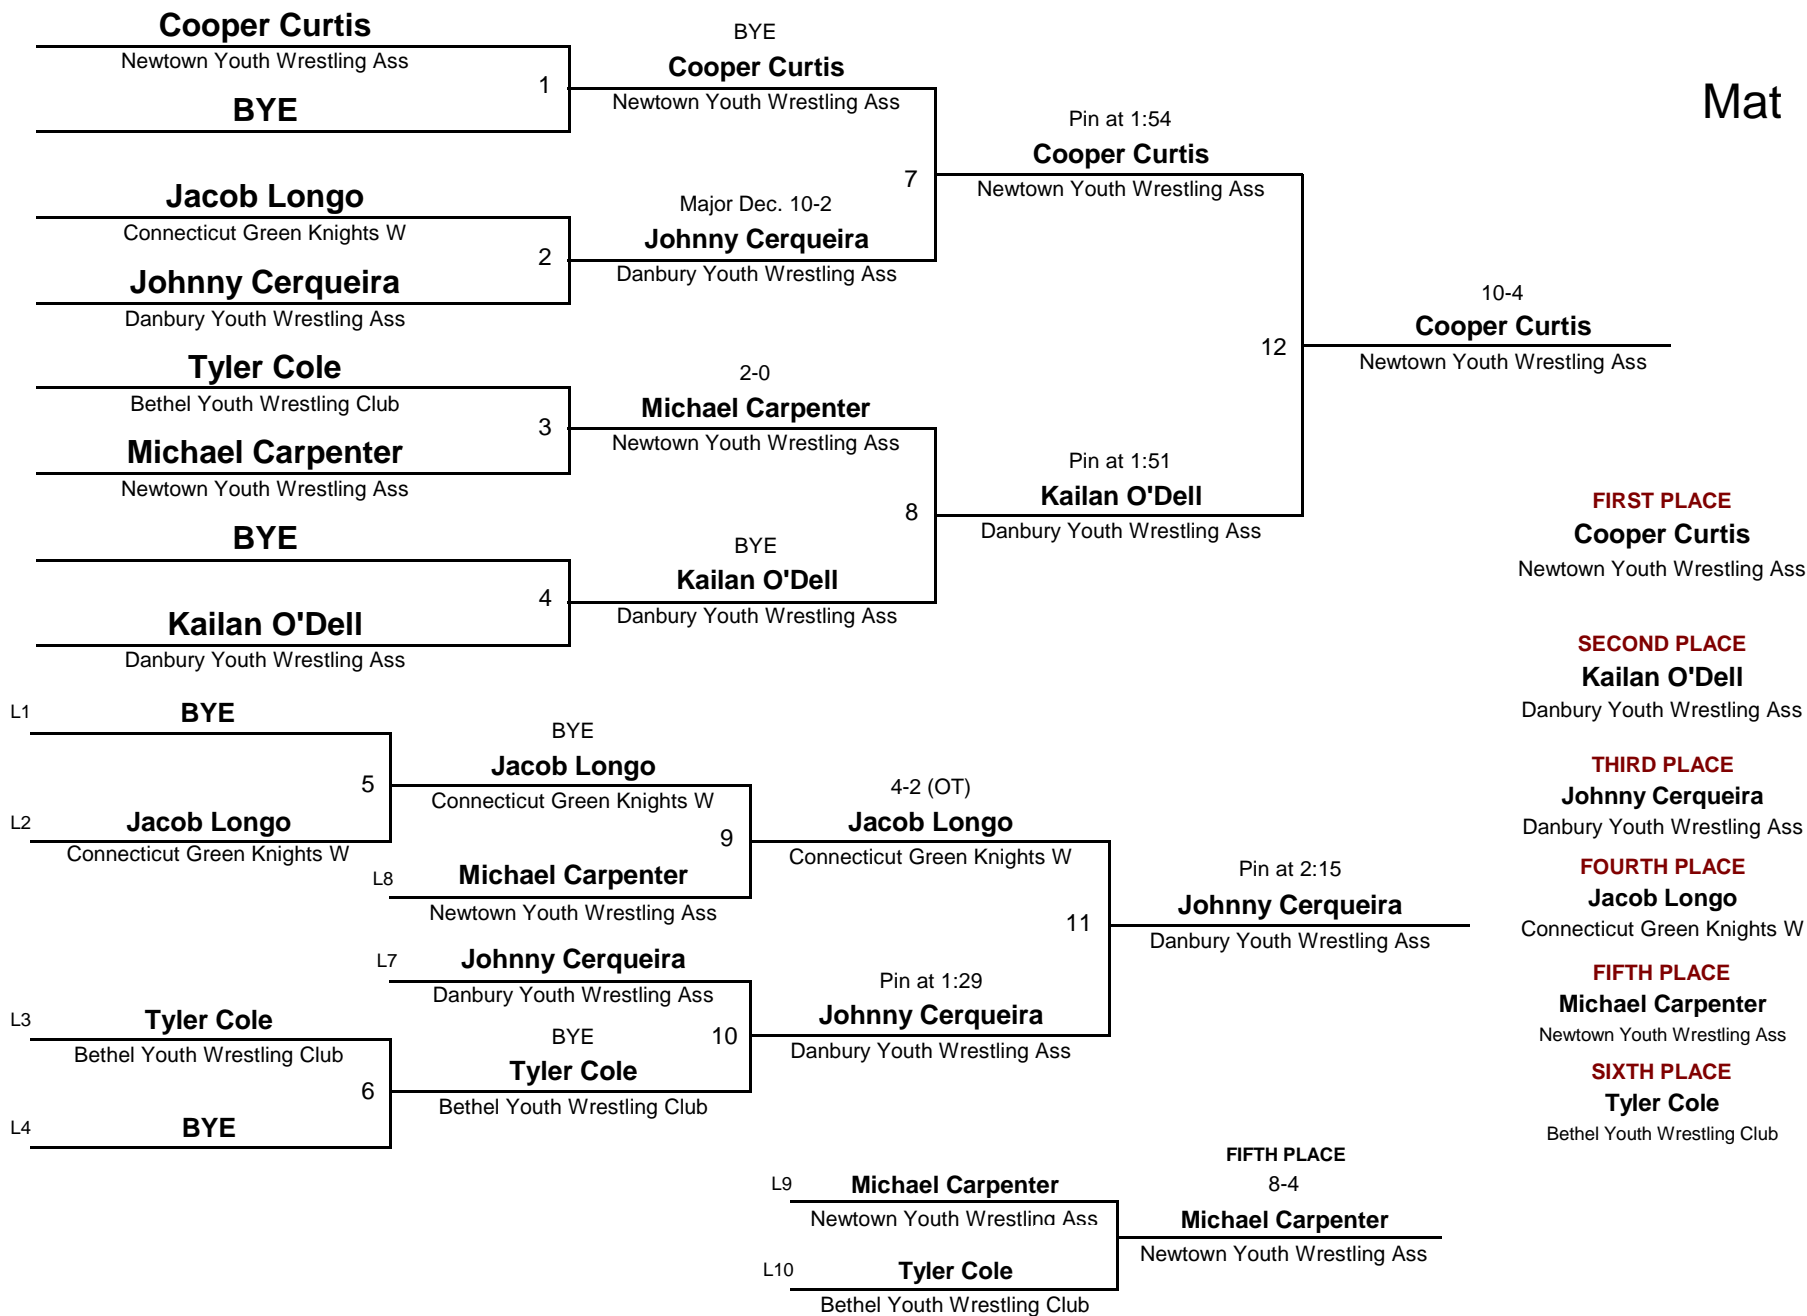 Cooper Curtis
Newtown Youth Wrestling Ass
1
BYE
BYE
Cooper Curtis
Newtown Youth Wrestling Ass
Mat
Jacob Longo
Connecticut Green Knights W
2
Johnny Cerqueira
Danbury Youth Wrestling Ass
Major Dec. 10-2
Johnny Cerqueira
Danbury Youth Wrestling Ass
7
Pin at 1:54
Cooper Curtis
Newtown Youth Wrestling Ass
Tyler Cole
Bethel Youth Wrestling Club
3
Michael Carpenter
Newtown Youth Wrestling Ass
2-0
Michael Carpenter
Newtown Youth Wrestling Ass
BYE
4
Kailan O'Dell
Danbury Youth Wrestling Ass
BYE
Kailan O'Dell
Danbury Youth Wrestling Ass
8
Pin at 1:51
Kailan O'Dell
Danbury Youth Wrestling Ass
12
10-4
Cooper Curtis
Newtown Youth Wrestling Ass
FIRST PLACE
Cooper Curtis
Newtown Youth Wrestling Ass
SECOND PLACE
Kailan O'Dell
Danbury Youth Wrestling Ass
THIRD PLACE
Johnny Cerqueira
Danbury Youth Wrestling Ass
FOURTH PLACE
Jacob Longo
Connecticut Green Knights W
FIFTH PLACE
Michael Carpenter
Newtown Youth Wrestling Ass
SIXTH PLACE
Tyler Cole
Bethel Youth Wrestling Club
L1
BYE
5
L2
Jacob Longo
Connecticut Green Knights W
BYE
Jacob Longo
Connecticut Green Knights W
9
L8
Michael Carpenter
Newtown Youth Wrestling Ass
4-2 (OT)
Jacob Longo
Connecticut Green Knights W
L7
Johnny Cerqueira
Danbury Youth Wrestling Ass
L3
Tyler Cole
Bethel Youth Wrestling Club
6
L4
BYE
BYE
10
Tyler Cole
Bethel Youth Wrestling Club
Pin at 1:29
Johnny Cerqueira
Danbury Youth Wrestling Ass
11
Pin at 2:15
Johnny Cerqueira
Danbury Youth Wrestling Ass
L9
Michael Carpenter
Newtown Youth Wrestling Ass
L10
Tyler Cole
Bethel Youth Wrestling Club
FIFTH PLACE
8-4
Michael Carpenter
Newtown Youth Wrestling Ass